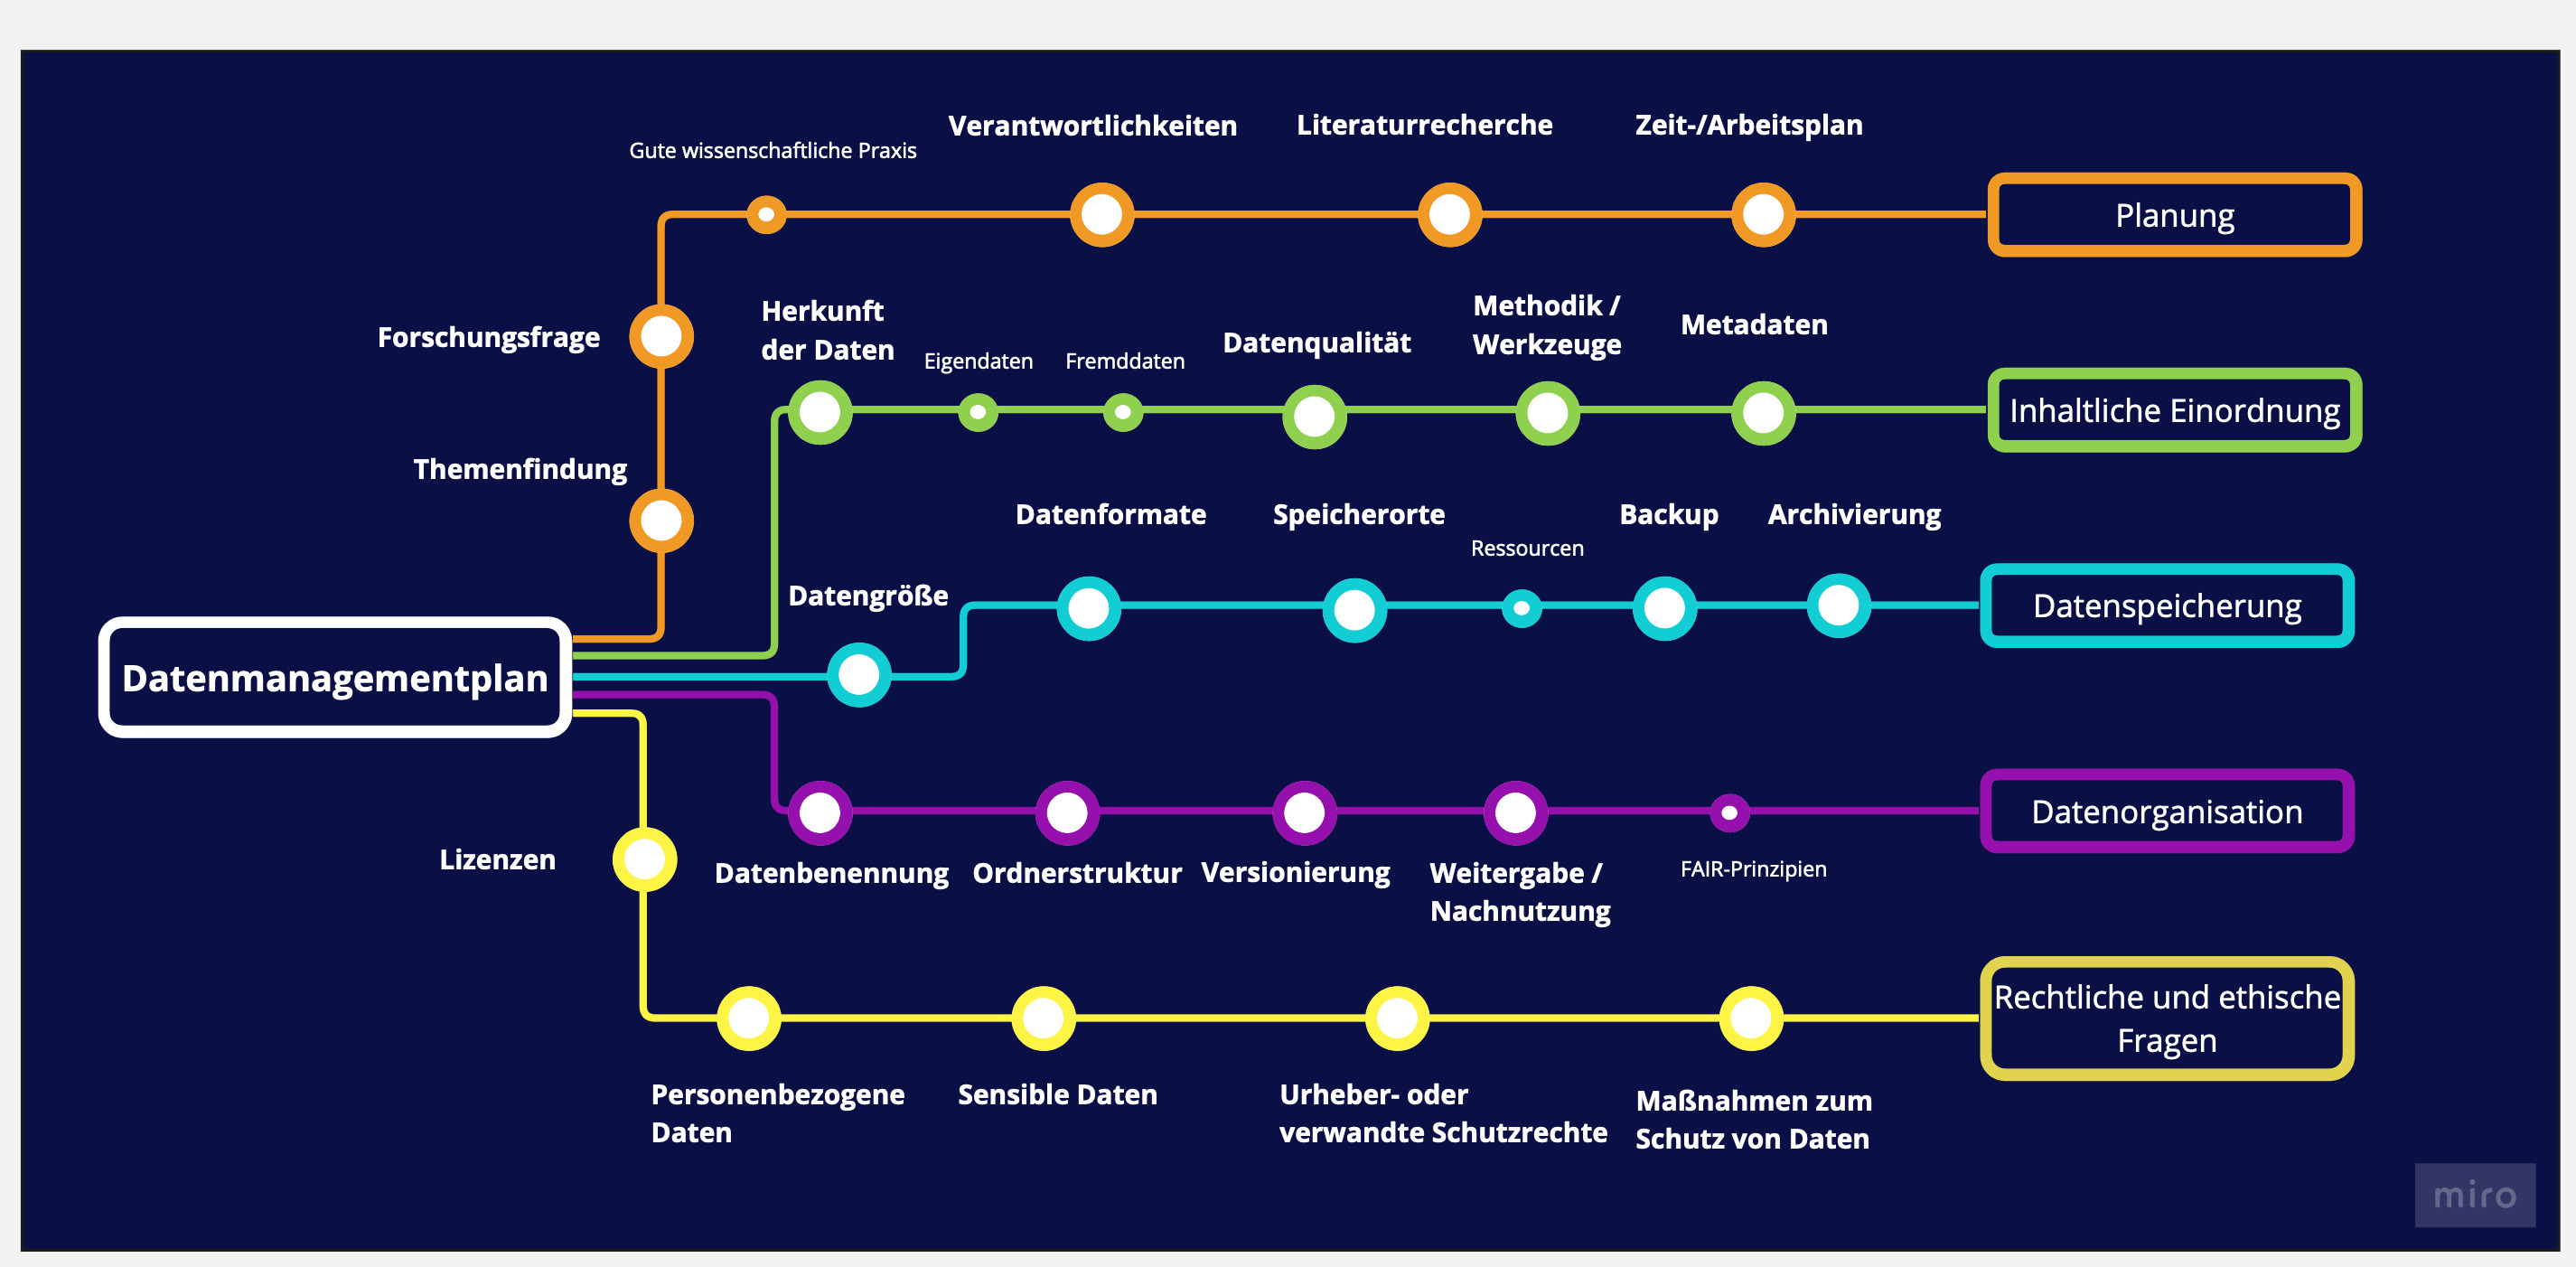 Verantwortlichkeiten
Literaturrecherche
Zeit-/Arbeitsplan
Gute wissenschaftliche Praxis
Planung
Forschungsfrage
Themenfindung
Herkunft
der Daten
Eigendaten
Fremddaten
Datenqualität
Methodik /
Werkzeuge
Metadaten
Inhaltliche Einordnung
Datengröße
Datenformate
Speicherorte
Ressourcen
Backup
Archivierung
Datenspeicherung
Datenmanagementplan
Datenbenennung
Ordnerstruktur
Versionierung
Weitergabe /
Nachnutzung
FAIR-Prinzipien
Datenorganisation
Lizenzen
Personenbezogene
Daten
Sensible Daten
Urheber- oder
verwandte Schutzrechte
Maßnahmen zum
Schutz von Daten
Rechtliche und ethische
Fragen
miro